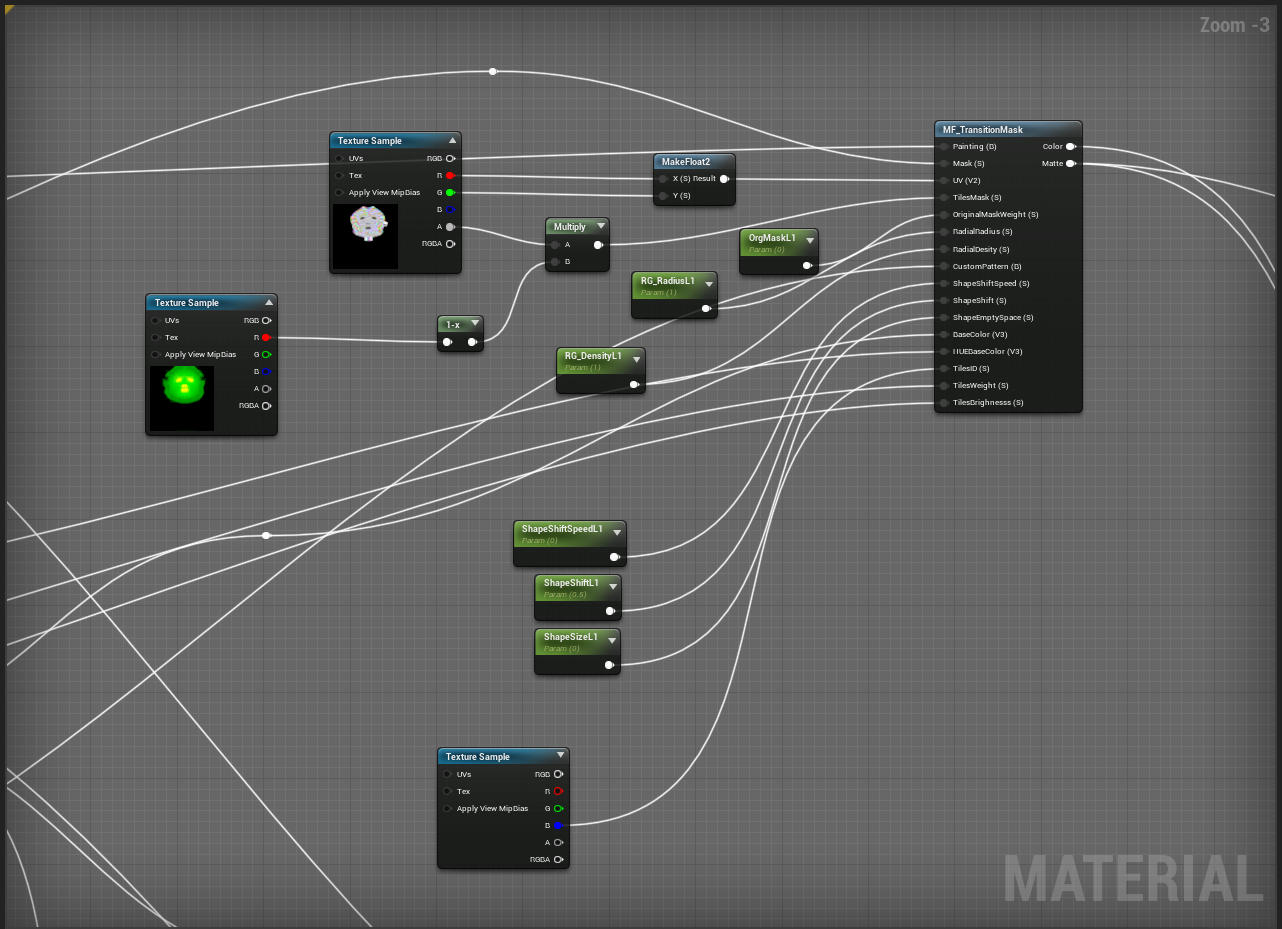 Zoom -3
Texture Sample
UVs RGB
Tex R
Apply View MipBias G
B
A
RGBA
MakeFloat2
X (S) Result
Y (S)
MF_TransitionMask
Painting (B) Color
Mask (S) Matte
UV (V2)
TilesMask (S)
OriginalMaskWeight (S)
RadialRadius (S)
RadialDesity (S)
CustomPattern (B)
ShapeShiftSpeed (S)
ShapeShift (S)
ShapeEmptySpace (S)
BaseColor (V3)
HUEBaseColor (V3)
TilesID (S)
TilesWeight (S)
TilesBrighnesss (S)
Multiply
A
B
OrgMaskL1
Param (0)
RG_RadiusL1
Param (1)
Texture Sample
UVs RGB
Tex R
Apply View MipBias G
B
A
RGBA
1-x
RG_DensityL1
Param (1)
ShapeShiftSpeedL1
Param (0)
ShapeShiftL1
Param (0.5)
ShapeSizeL1
Param (0)
Texture Sample
UVs RGB
Tex R
Apply View MipBias G
B
A
RGBA
MATERIAL